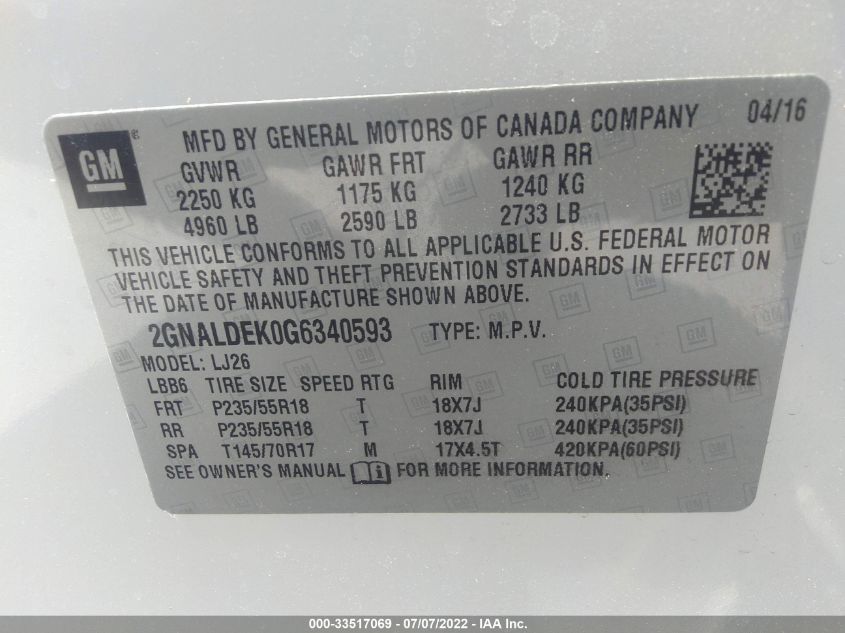 GM ® MFD BY GENERAL MOTORS OF CANADA COMPANY 04/16
GVWR GAWR FRT GAWR RR
2250 KG 1175 KG 1240 KG
4960 LB 2590 LB 2733 LB
THIS VEHICLE CONFORMS TO ALL APPLICABLE U.S. FEDERAL MOTOR
VEHICLE SAFETY AND THEFT PREVENTION STANDARDS IN EFFECT ON
THE DATE OF MANUFACTURE SHOWN ABOVE.
2GNALDEK0G6340593 TYPE: M.P.V.
MODEL: LJ26
LBB6 TIRE SIZE SPEED RTG RIM COLD TIRE PRESSURE
FRT P235/55R18 T 18X7J 240KPA(35PSI)
RR P235/55R18 T 18X7J 240KPA(35PSI)
SPA T145/70R17 M 17X4.5T 420KPA(60PSI)
SEE OWNER'S MANUAL FOR MORE INFORMATION.
000-33517069 - 07/07/2022 - IAA Inc.